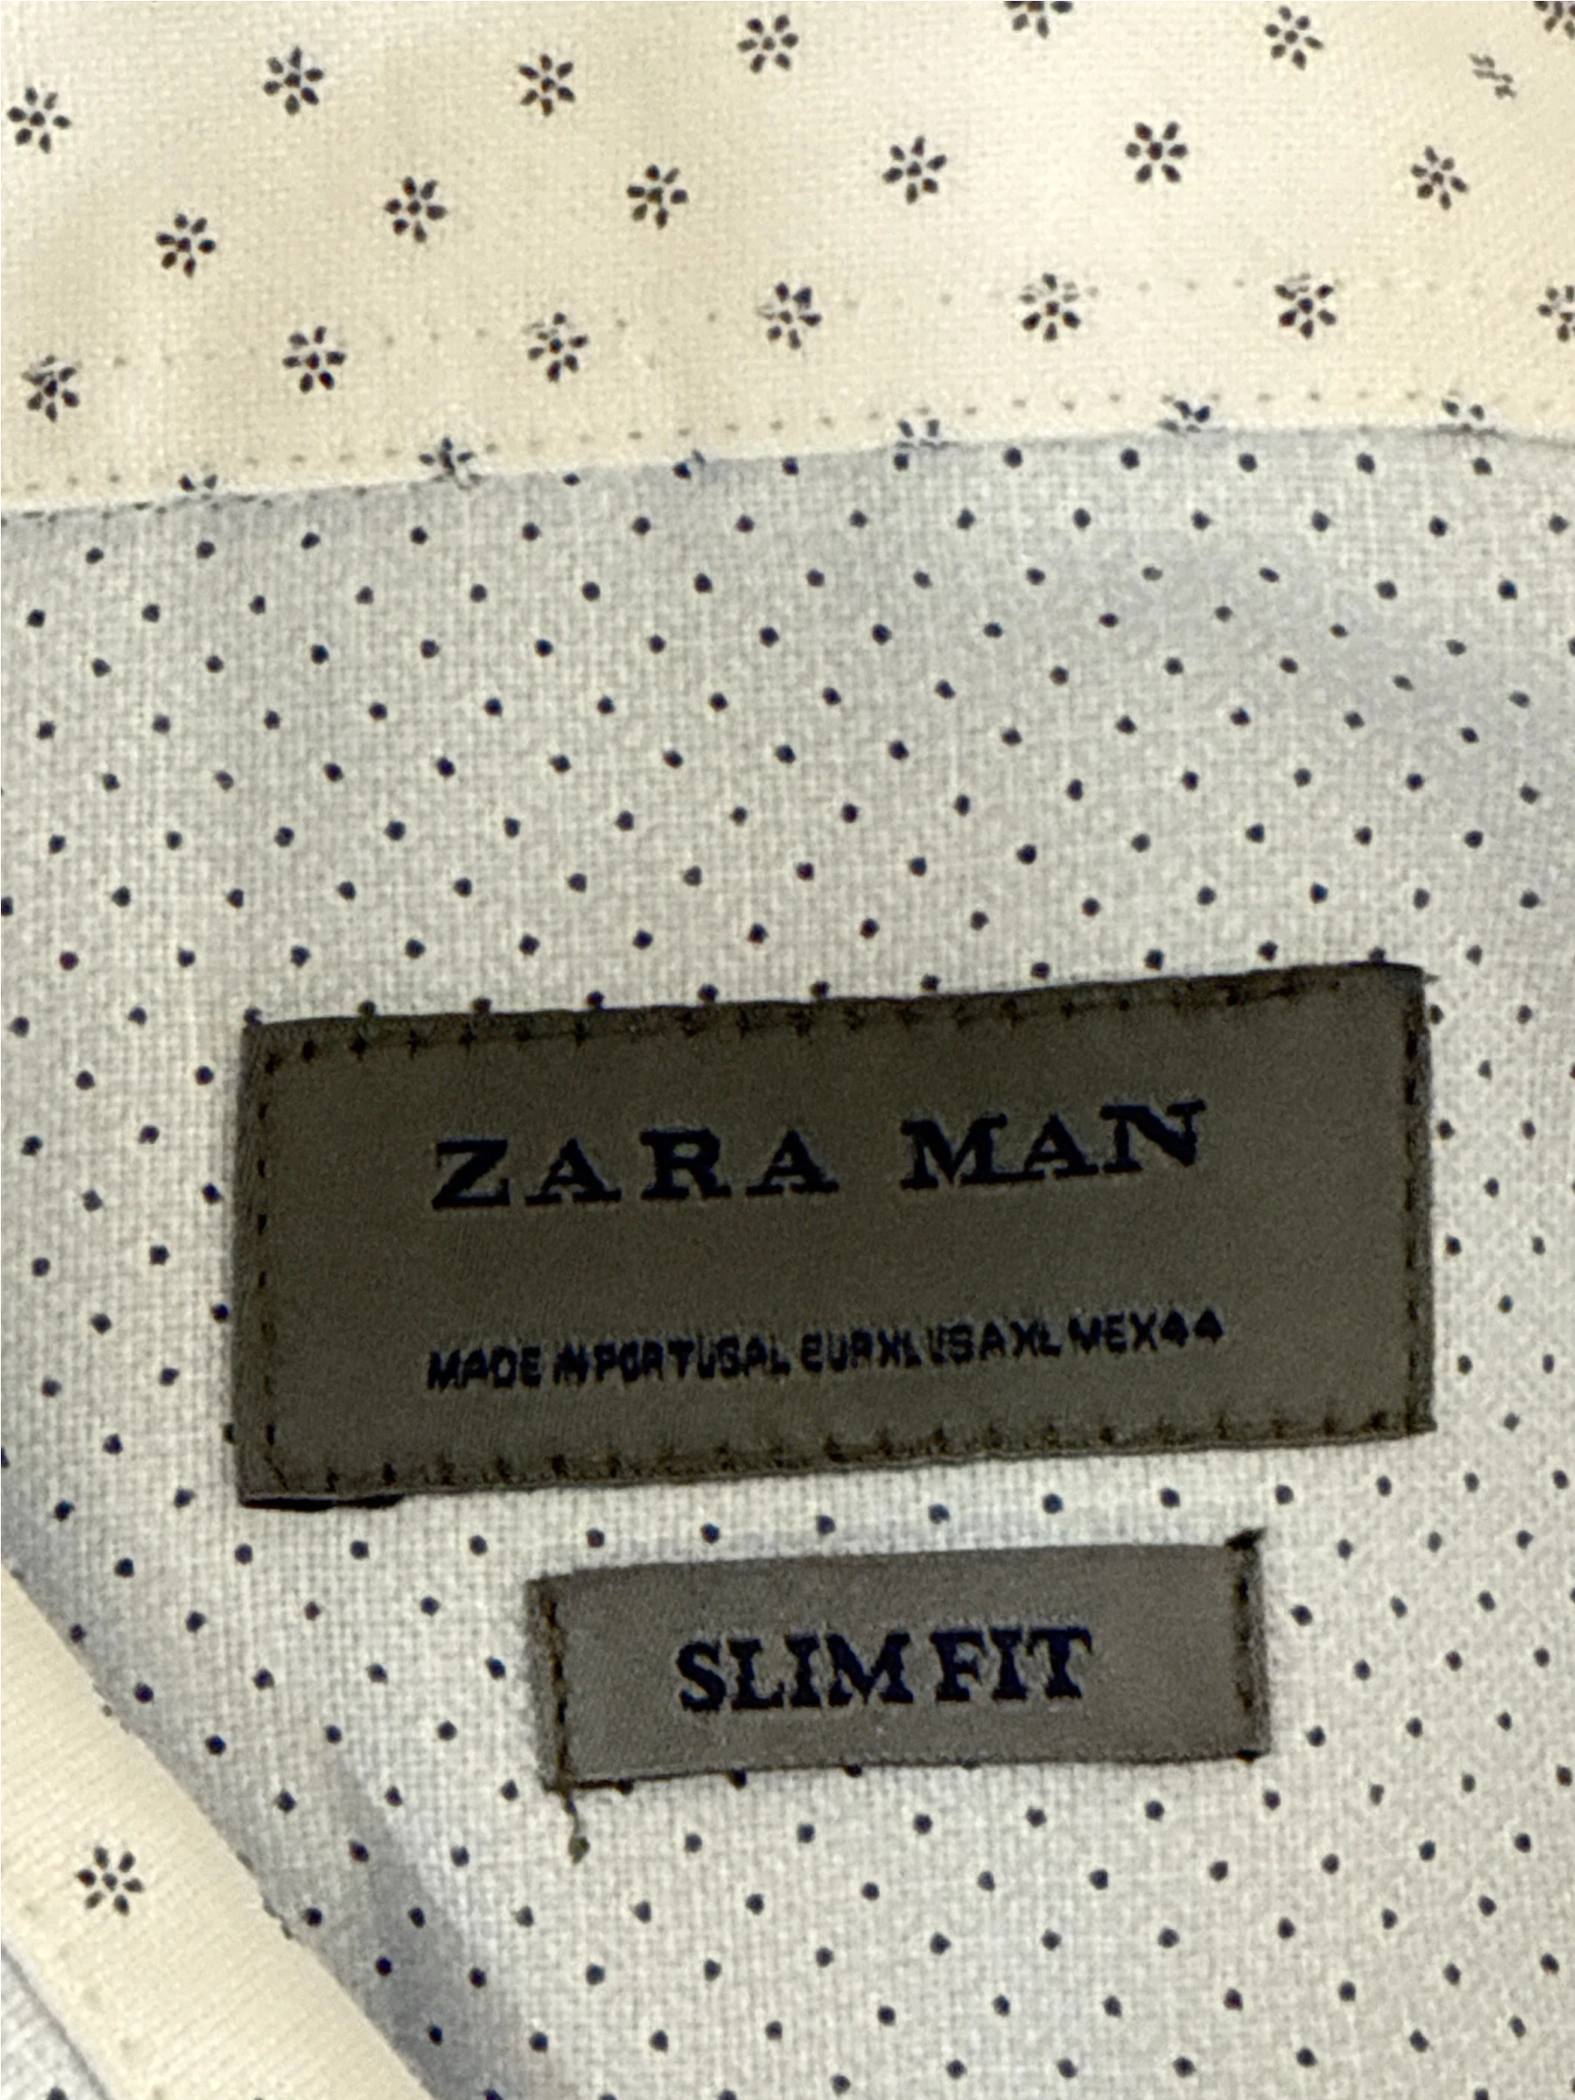 ZARA MAN
MADE IN PORTUGAL EUR XL USA XL MEX 44
SLIM FIT